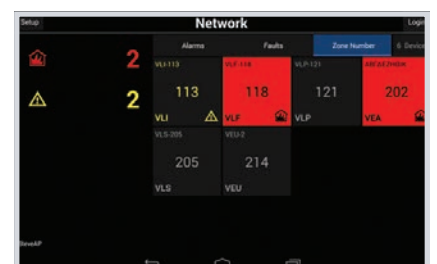 Setup Network Login
Alarms Faults Zone Number 6 Device
2
2
VLI-113 VLF-118 VLP-121
113 118 121 202
VLI VLF VLP VEA
VLS-205 VEU-2
205 214
VLS VEU